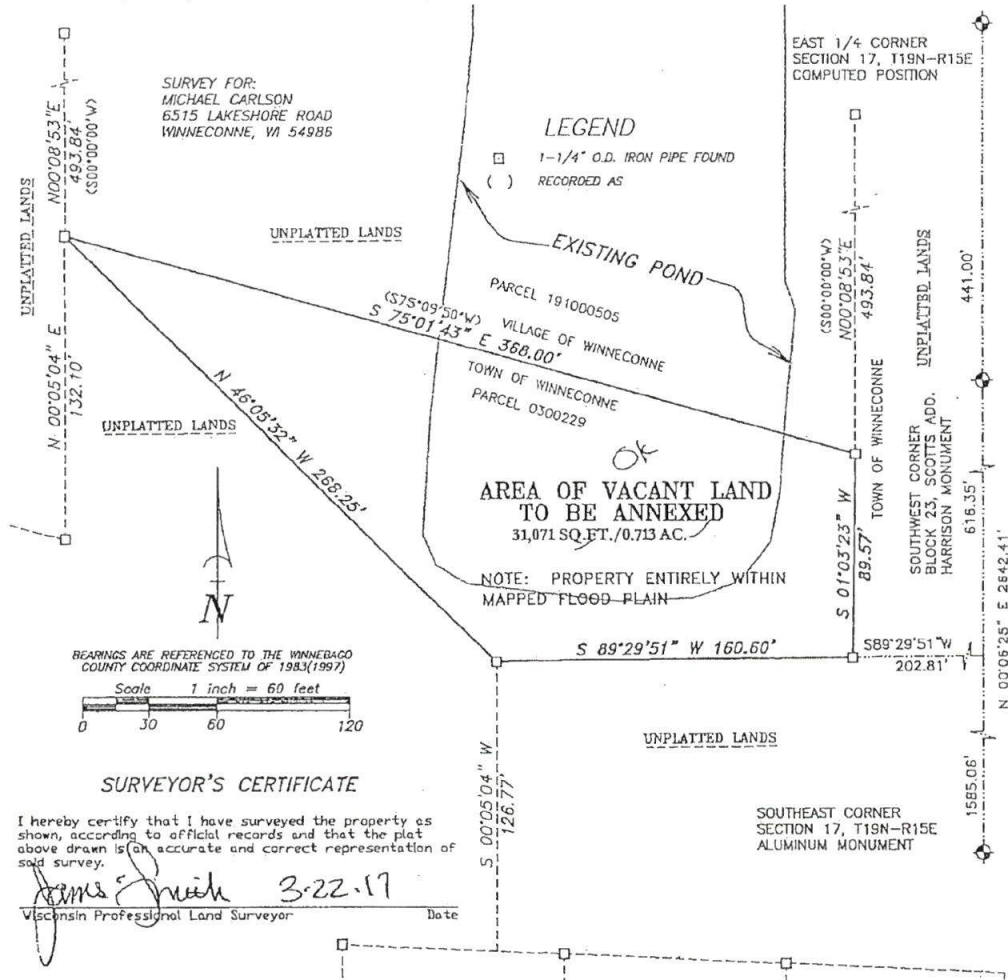 SURVEY FOR:
MICHAEL CARLSON
6515 LAKESHORE ROAD
WINNECONNE, WI 54986
EAST 1/4 CORNER
SECTION 17, T19N-R15E
COMPUTED POSITION
LEGEND
1-1/4" O.D. IRON PIPE FOUND
( ) RECORDED AS
UNPLATTED LANDS
N00°08'53"E
493.84'
(S00°00'00"W)
UNPLATTED LANDS
EXISTING POND
PARCEL 191000505
VILLAGE OF WINNECONNE
(S75°09'50"W)
S 75°01'43" E 368.00'
TOWN OF WINNECONNE
PARCEL 0300229
(S00°00'00"W)
N00°08'53"E
493.84'
UNPLATTED LANDS
441.00'
N 00°05'04" E
132.10'
UNPLATTED LANDS
N 46°05'32" W 268.25'
OK
AREA OF VACANT LAND
TO BE ANNEXED
31,071 SQ.FT./0.713 AC.
NOTE: PROPERTY ENTIRELY WITHIN
MAPPED FLOOD PLAIN
S 01°03'23" W
89.57'
TOWN OF WINNECONNE
SOUTHWEST CORNER
BLOCK 23, SCOTTS ADD.
HARRISON MONUMENT
616.35'
N 00°06'25" E 2642.41'
N
BEARINGS ARE REFERENCED TO THE WINNEBAGO
COUNTY COORDINATE SYSTEM OF 1983(1997)
Scale 1 inch = 60 feet
0 30 60 120
S 89°29'51" W 160.60'
S89°29'51"W
202.81'
UNPLATTED LANDS
S 00°05'04" W
126.77'
1585.06'
SOUTHEAST CORNER
SECTION 17, T19N-R15E
ALUMINUM MONUMENT
SURVEYOR'S CERTIFICATE
I hereby certify that I have surveyed the property as
shown, according to official records and that the plat
above drawn is an accurate and correct representation of
said survey.
James Smith 3-22-17
Wisconsin Professional Land Surveyor Date